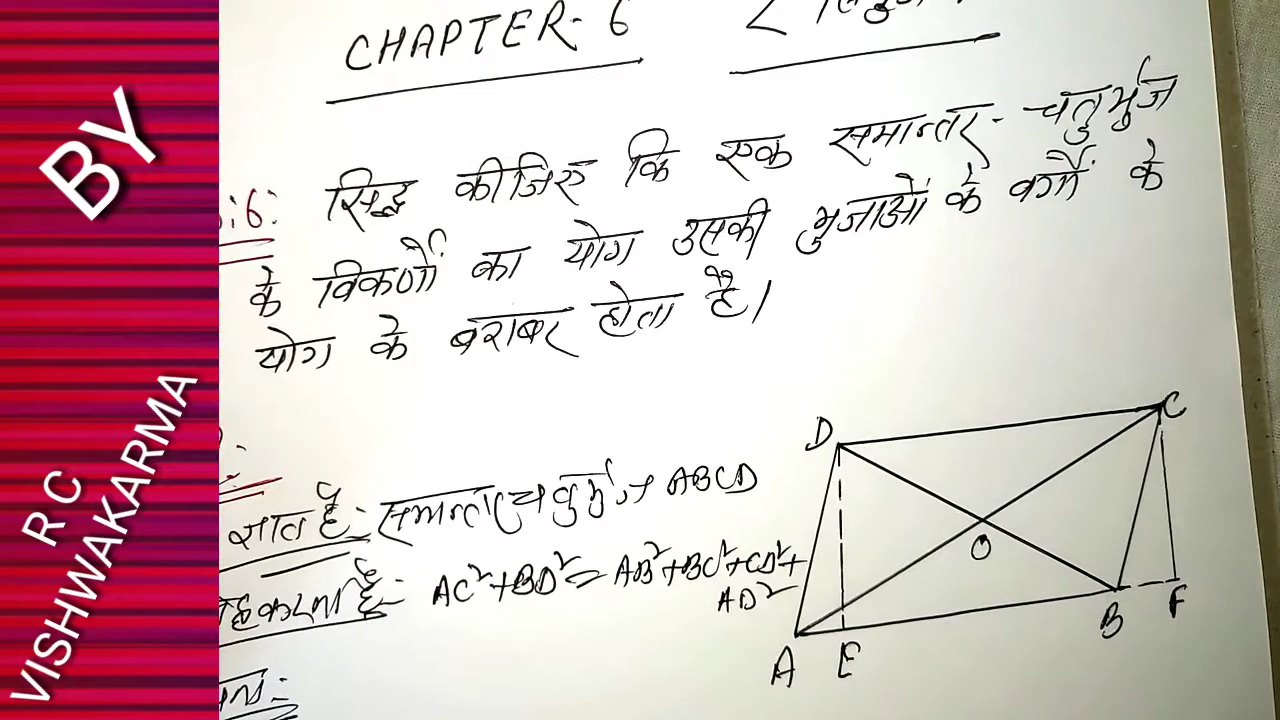 BY
R C
VISHWAKARMA
CHAPTER- 6
:6: सिद्ध कीजिए कि एक समान्तर- चतुर्भुज
के विकर्णों का योग उसकी भुजाओं के वर्गों के
योग के बराबर होता है।
D
C
O
A
E
B
F
ज्ञात है:- समान्तर चतुर्भुज ABCD
करना है:- AC²+BD² = AB²+BC²+CD²+
AD²